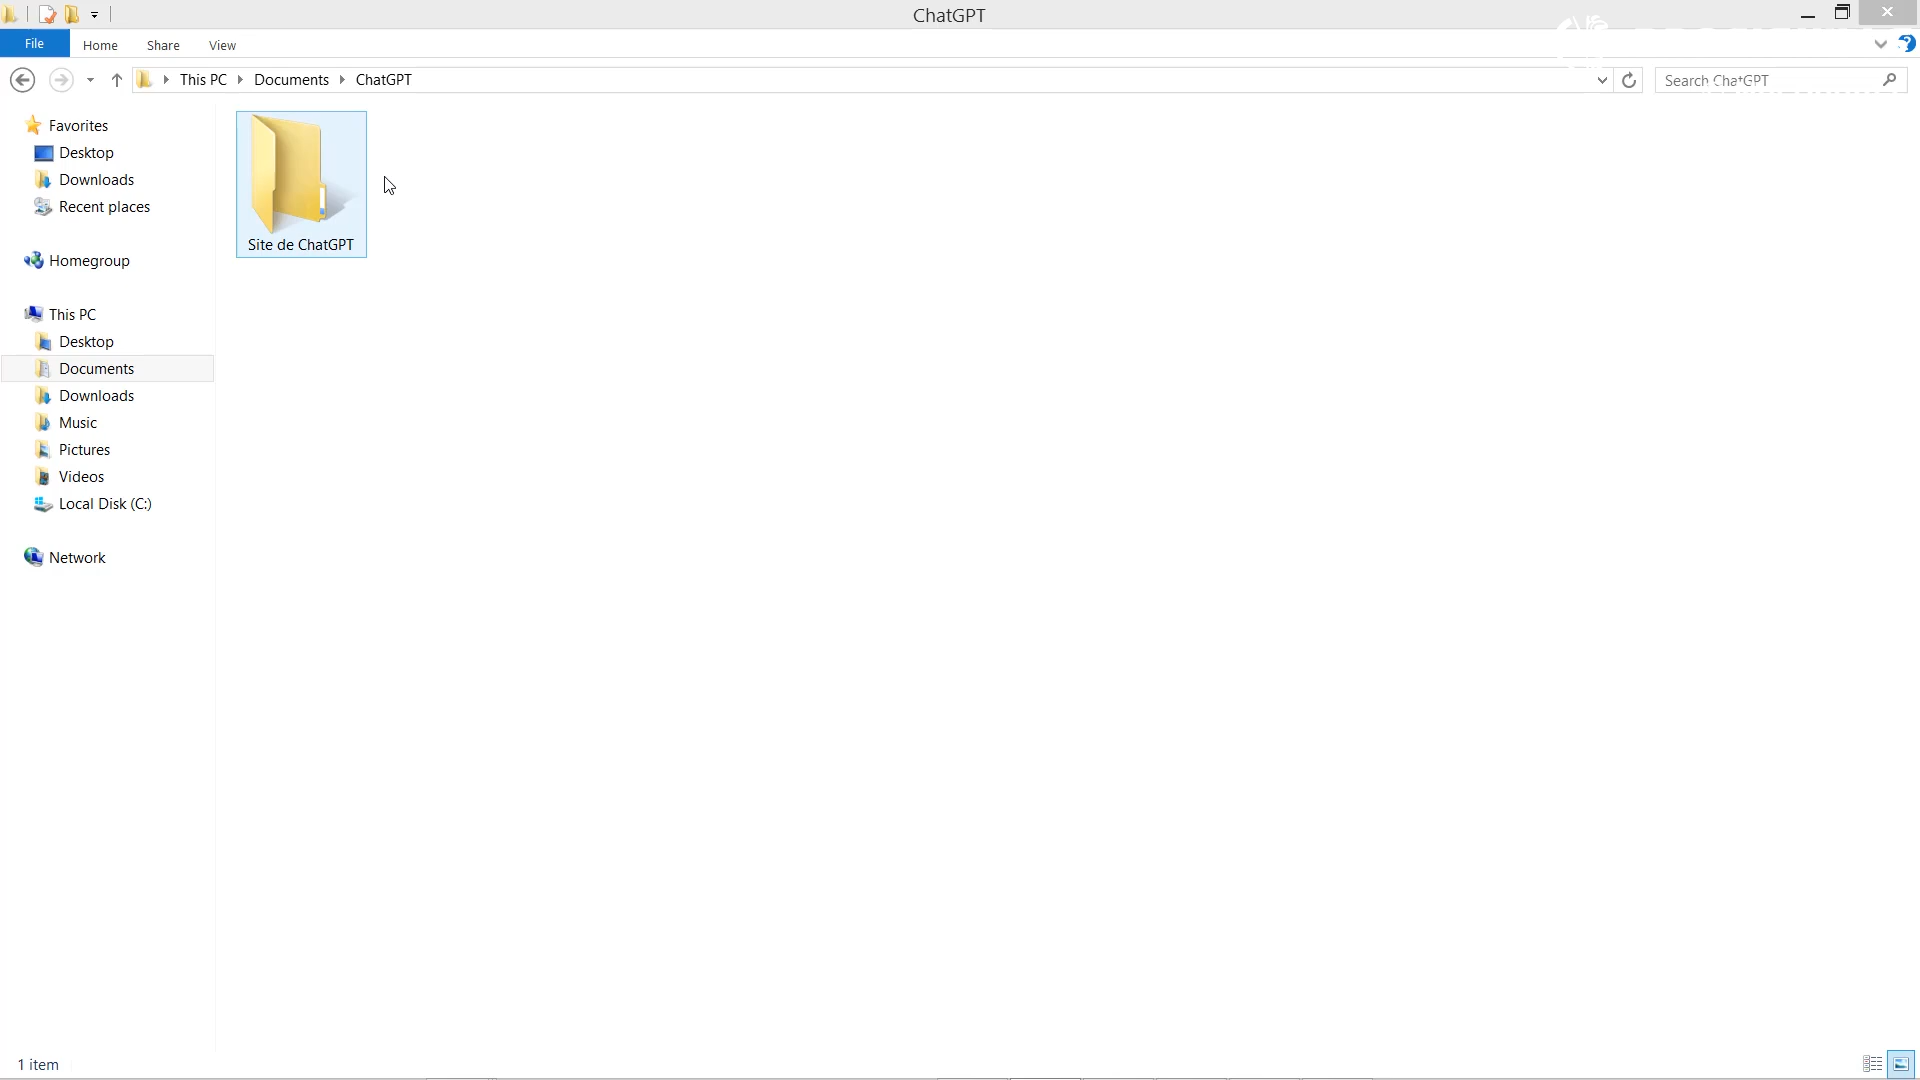 ChatGPT
File Home Share View
This PC Documents ChatGPT
Search ChatGPT
Favorites
Desktop
Downloads
Recent places
Homegroup
This PC
Desktop
Documents
Downloads
Music
Pictures
Videos
Local Disk (C:)
Network
Site de ChatGPT
1 item